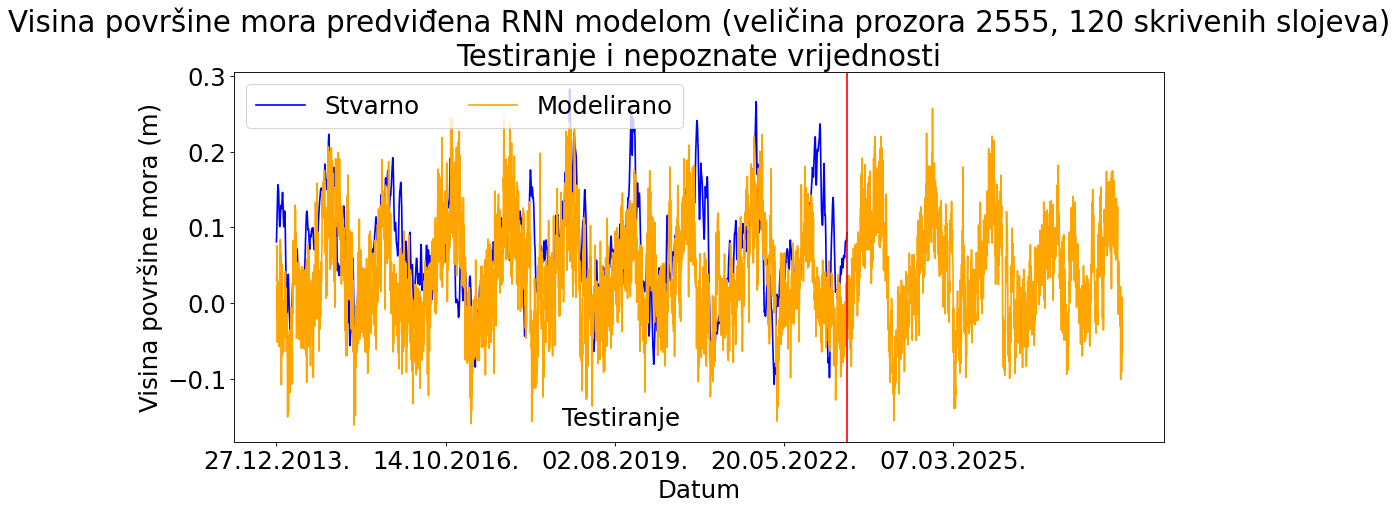 Visina površine mora predviđena RNN modelom (veličina prozora 2555, 120 skrivenih slojeva)
Testiranje i nepoznate vrijednosti
Stvarno Modelirano
Visina površine mora (m)
0.3
0.2
0.1
0.0
−0.1
Testiranje
27.12.2013. 14.10.2016. 02.08.2019. 20.05.2022. 07.03.2025.
Datum